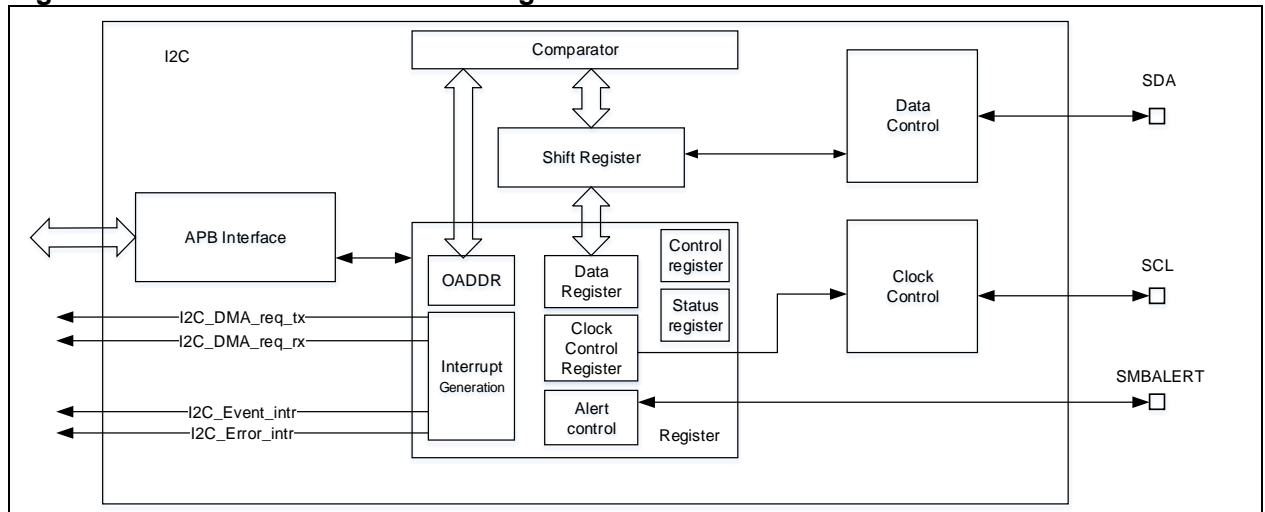 I2C
Comparator
Data
Control
SDA
Shift Register
APB Interface
Control
register
OADDR
Data
Register
Status
register
Clock
Control
SCL
I2C_DMA_req_tx
I2C_DMA_req_rx
Clock
Control
Register
Interrupt
Generation
SMBALERT
I2C_Event_intr
I2C_Error_intr
Alert
control
Register